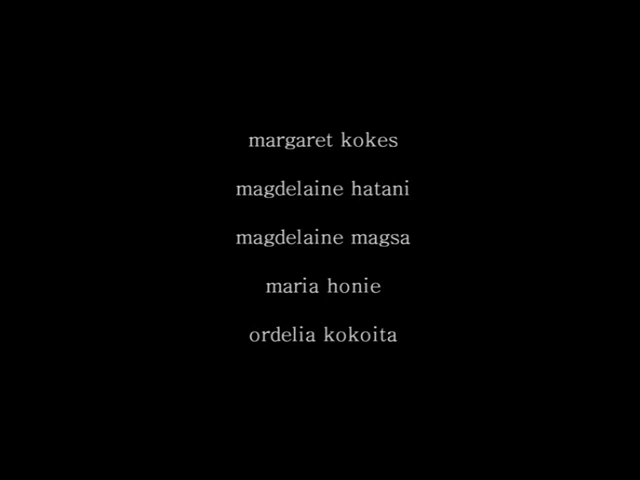 margaret kokes
magdelaine hatani
magdelaine magsa
maria honie
ordelia kokoita